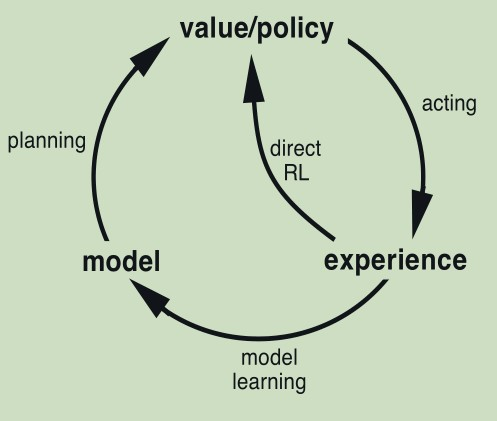 value/policy
acting
planning
direct
RL
model
experience
model
learning